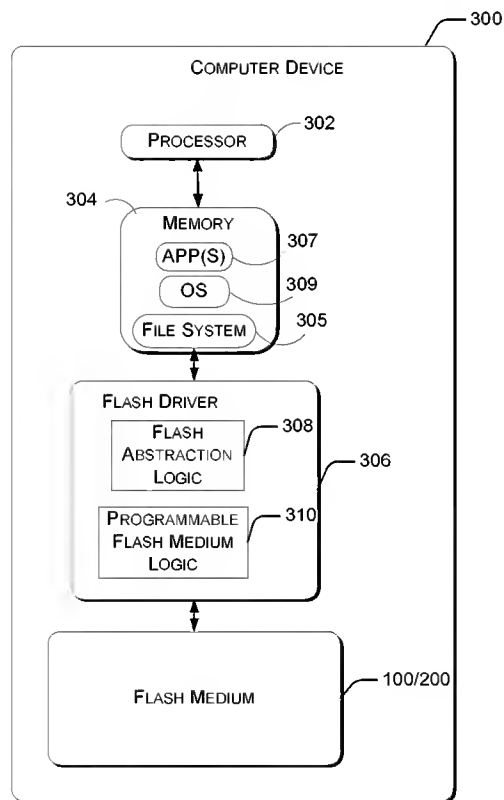 300
COMPUTER DEVICE
PROCESSOR
302
304
MEMORY
APP(S)
307
OS
309
FILE SYSTEM
305
FLASH DRIVER
FLASH
ABSTRACTION
LOGIC
308
306
PROGRAMMABLE
FLASH MEDIUM
LOGIC
310
FLASH MEDIUM
100/200